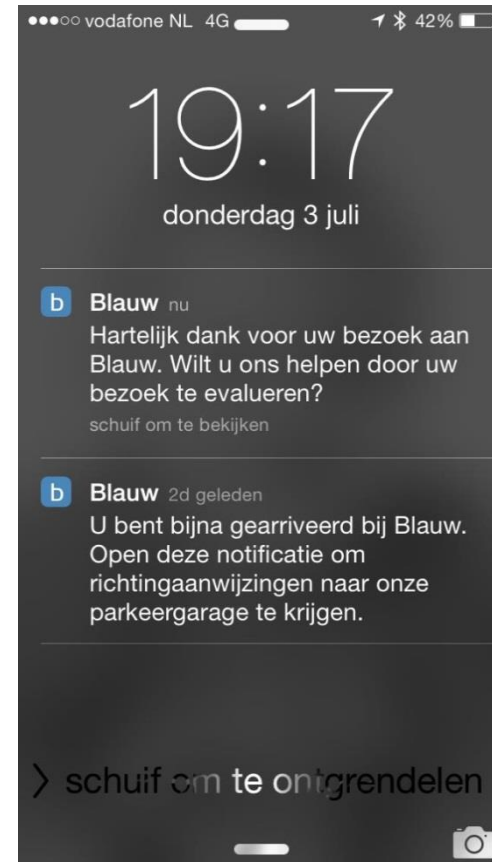 vodafone NL 4G 42%
19:17
donderdag 3 juli
b Blauw nu
Hartelijk dank voor uw bezoek aan
Blauw. Wilt u ons helpen door uw
bezoek te evalueren?
schuif om te bekijken
b Blauw 2d geleden
U bent bijna gearriveerd bij Blauw.
Open deze notificatie om
richtingaanwijzingen naar onze
parkeergarage te krijgen.
> schuif om te ontgrendelen